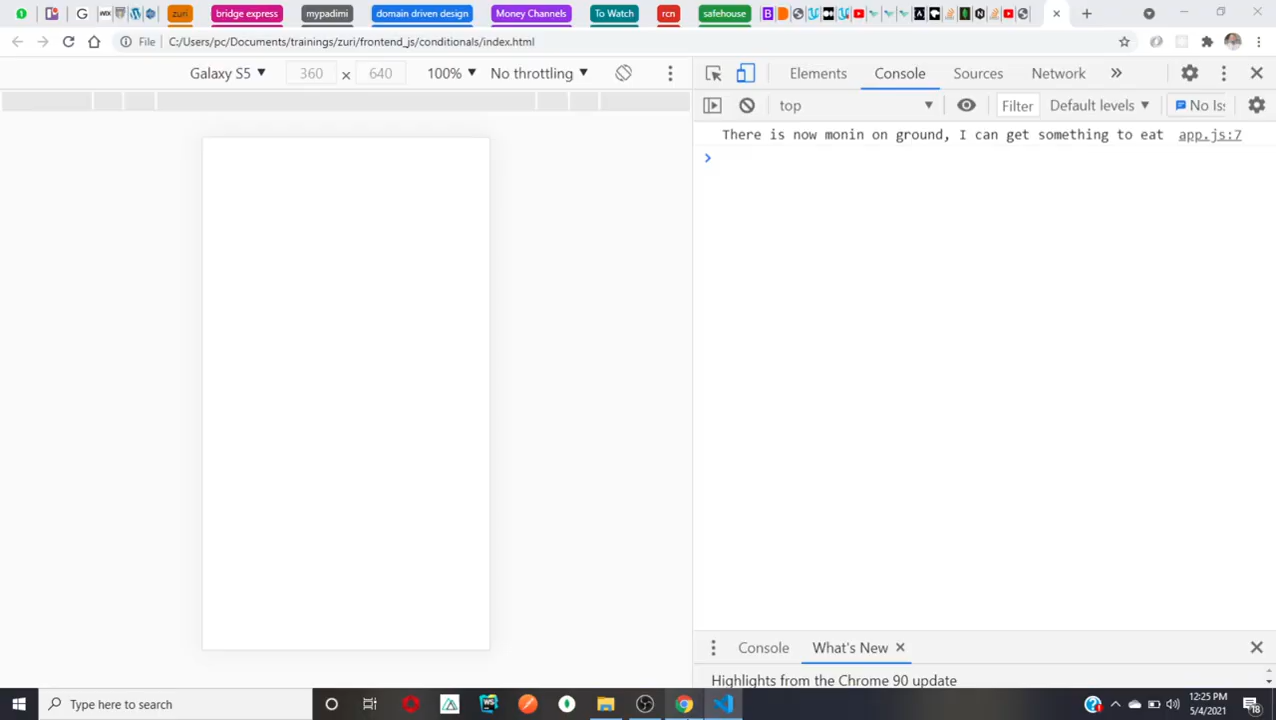 zuri bridge express mypadimi domain driven design Money Channels To Watch rcn safehouse
File C:/Users/pc/Documents/trainings/zuri/frontend_js/conditionals/index.html
Galaxy S5 360 × 640 100% No throttling
Elements Console Sources Network
top Filter Default levels No Iss
There is now monin on ground, I can get something to eat app.js:7
Console What's New
Highlights from the Chrome 90 update
Type here to search
12:25 PM
5/4/2021